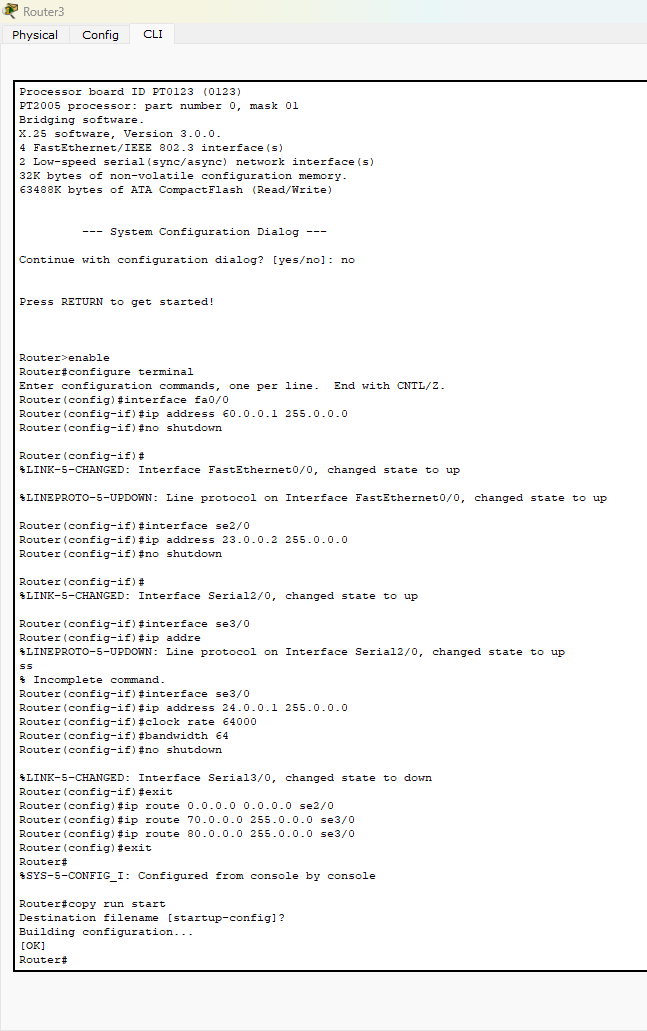 Router3
Physical Config CLI
Processor board ID PT0123 (0123)
PT2005 processor: part number 0, mask 01
Bridging software.
X.25 software, Version 3.0.0.
4 FastEthernet/IEEE 802.3 interface(s)
2 Low-speed serial(sync/async) network interface(s)
32K bytes of non-volatile configuration memory.
63488K bytes of ATA CompactFlash (Read/Write)
--- System Configuration Dialog ---
Continue with configuration dialog? [yes/no]: no
Press RETURN to get started!
Router>enable
Router#configure terminal
Enter configuration commands, one per line.  End with CNTL/Z.
Router(config)#interface fa0/0
Router(config-if)#ip address 60.0.0.1 255.0.0.0
Router(config-if)#no shutdown
Router(config-if)#
%LINK-5-CHANGED: Interface FastEthernet0/0, changed state to up
%LINEPROTO-5-UPDOWN: Line protocol on Interface FastEthernet0/0, changed state to up
Router(config-if)#interface se2/0
Router(config-if)#ip address 23.0.0.2 255.0.0.0
Router(config-if)#no shutdown
Router(config-if)#
%LINK-5-CHANGED: Interface Serial2/0, changed state to up
Router(config-if)#interface se3/0
Router(config-if)#ip addre
%LINEPROTO-5-UPDOWN: Line protocol on Interface Serial2/0, changed state to up
ss
% Incomplete command.
Router(config-if)#interface se3/0
Router(config-if)#ip address 24.0.0.1 255.0.0.0
Router(config-if)#clock rate 64000
Router(config-if)#bandwidth 64
Router(config-if)#no shutdown
%LINK-5-CHANGED: Interface Serial3/0, changed state to down
Router(config-if)#exit
Router(config)#ip route 0.0.0.0 0.0.0.0 se2/0
Router(config)#ip route 70.0.0.0 255.0.0.0 se3/0
Router(config)#ip route 80.0.0.0 255.0.0.0 se3/0
Router(config)#exit
Router#
%SYS-5-CONFIG_I: Configured from console by console
Router#copy run start
Destination filename [startup-config]?
Building configuration...
[OK]
Router#